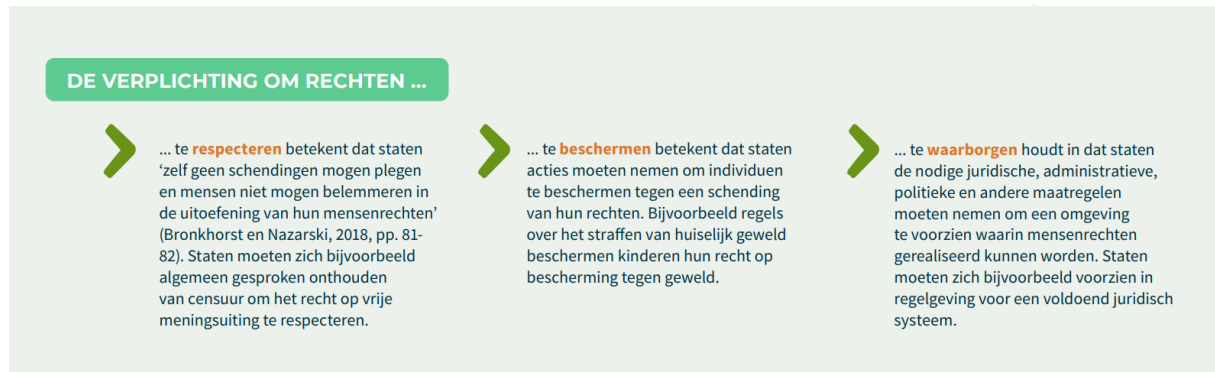 DE VERPLICHTING OM RECHTEN ...
... te respecteren betekent dat staten
‘zelf geen schendingen mogen plegen
en mensen niet mogen belemmeren in
de uitoefening van hun mensenrechten’
(Bronkhorst en Nazarski, 2018, pp. 81-
82). Staten moeten zich bijvoorbeeld
algemeen gesproken onthouden
van censuur om het recht op vrije
meningsuiting te respecteren.
... te beschermen betekent dat staten
acties moeten nemen om individuen
te beschermen tegen een schending
van hun rechten. Bijvoorbeeld regels
over het straffen van huiselijk geweld
beschermen kinderen hun recht op
bescherming tegen geweld.
... te waarborgen houdt in dat staten
de nodige juridische, administratieve,
politieke en andere maatregelen
moeten nemen om een omgeving
te voorzien waarin mensenrechten
gerealiseerd kunnen worden. Staten
moeten zich bijvoorbeeld voorzien in
regelgeving voor een voldoend juridisch
systeem.